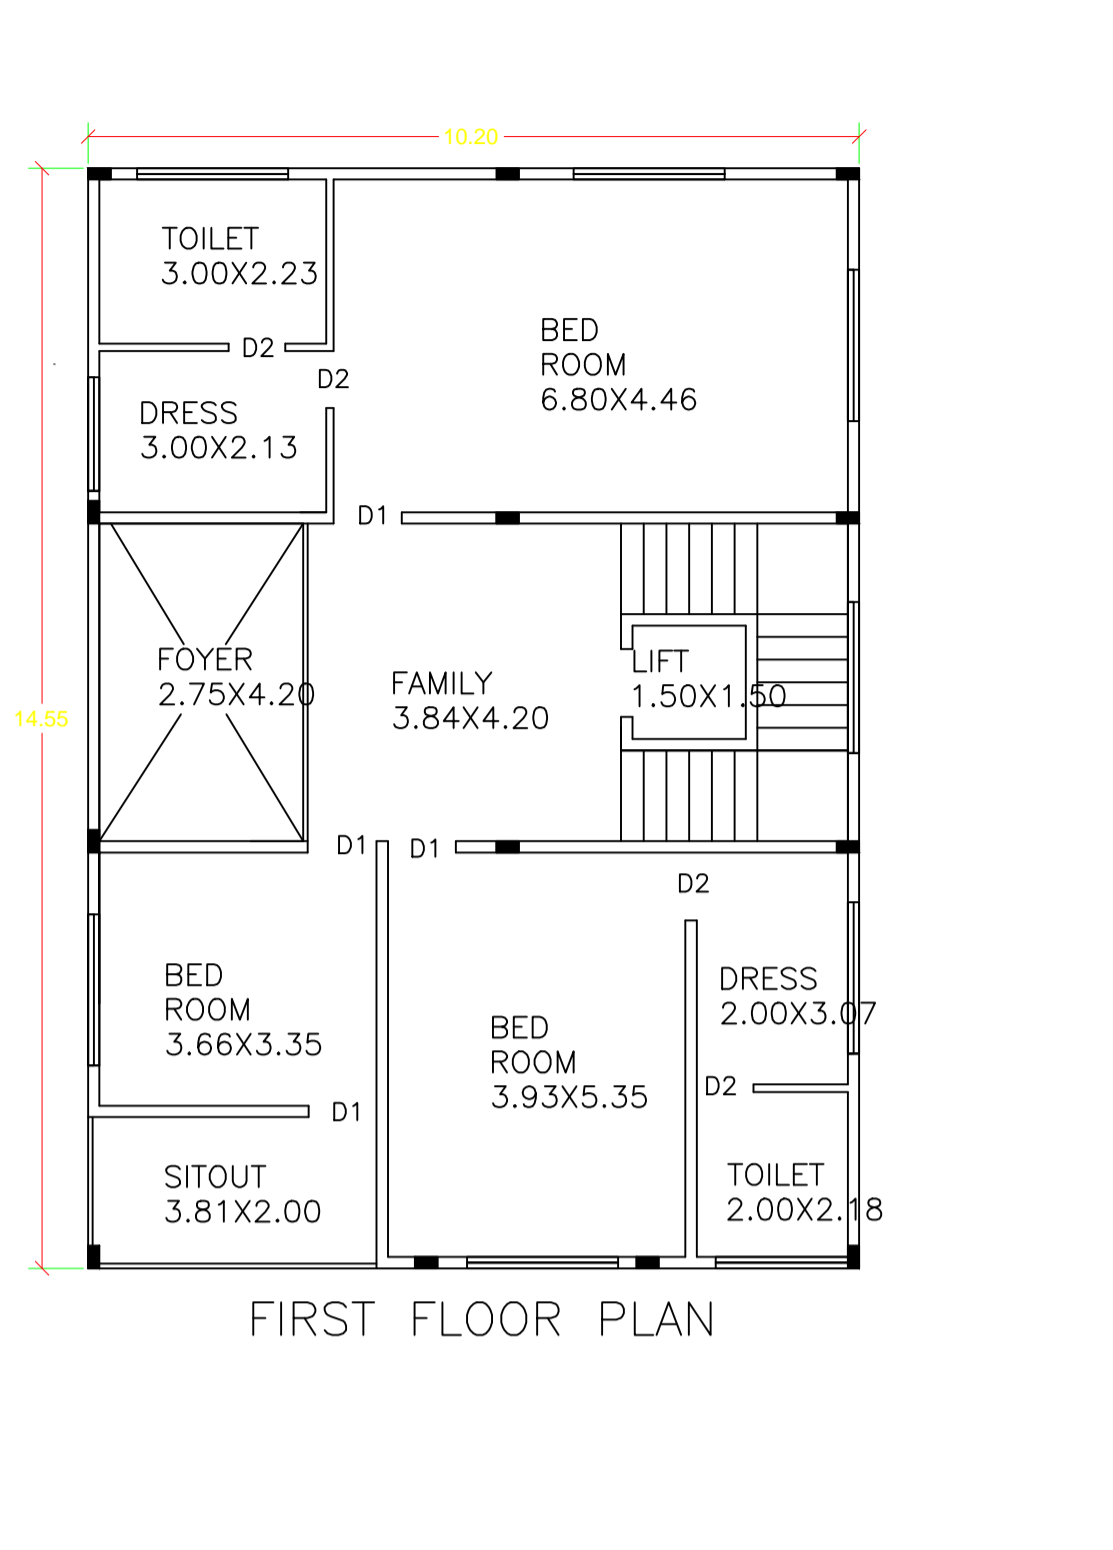 10.20
TOILET
3.00X2.23
D2
D2
BED
ROOM
6.80X4.46
DRESS
3.00X2.13
D1
FOYER
2.75X4.20
FAMILY
3.84X4.20
LIFT
1.50X1.50
14.55
D1
D1
D2
BED
ROOM
3.66X3.35
BED
ROOM
3.93X5.35
DRESS
2.00X3.07
D2
D1
SITOUT
3.81X2.00
TOILET
2.00X2.18
FIRST FLOOR PLAN